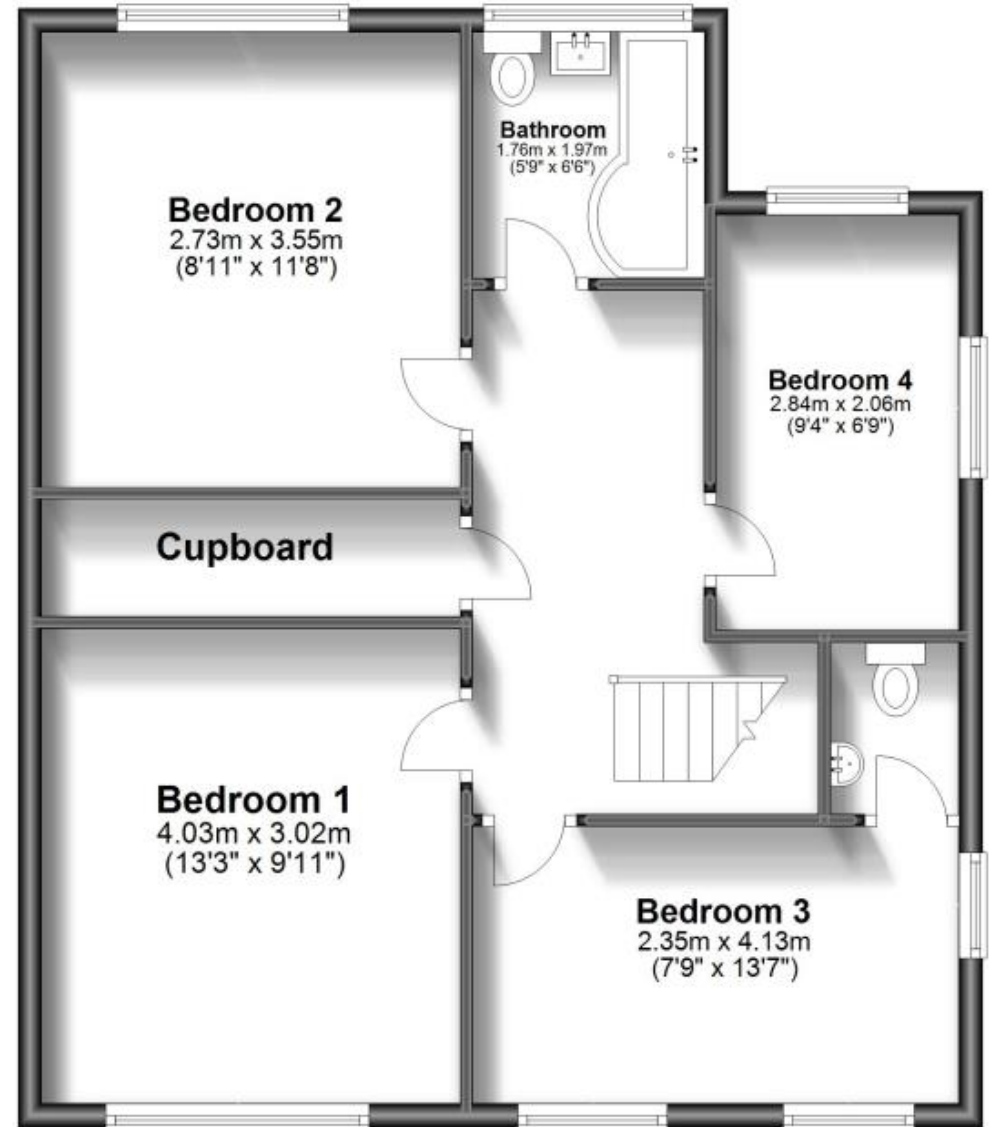 Bathroom
1.76m x 1.97m
(5'9" x 6'6")
Bedroom 2
2.73m x 3.55m
(8'11" x 11'8")
Bedroom 4
2.84m x 2.06m
(9'4" x 6'9")
Cupboard
Bedroom 1
4.03m x 3.02m
(13'3" x 9'11")
Bedroom 3
2.35m x 4.13m
(7'9" x 13'7")